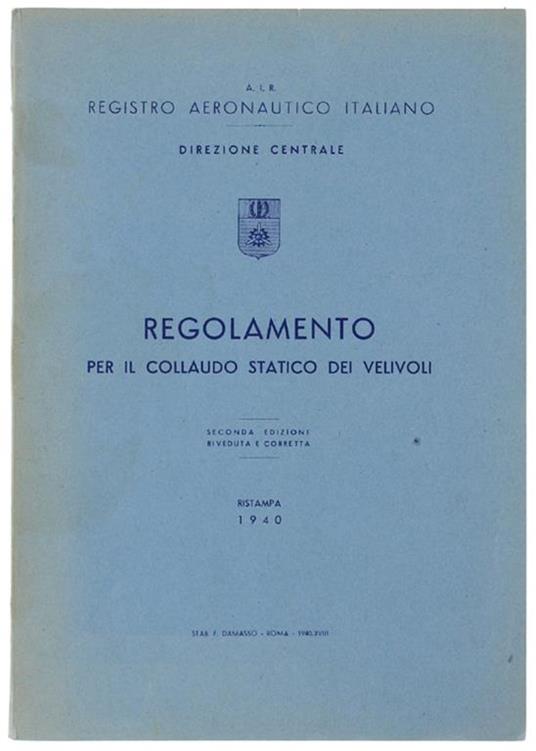 A. I. R.
REGISTRO AERONAUTICO ITALIANO
DIREZIONE CENTRALE
REGOLAMENTO
PER IL COLLAUDO STATICO DEI VELIVOLI
SECONDA EDIZIONE
RIVEDUTA E CORRETTA
RISTAMPA
1940
STAB. F. DAMASSO - ROMA - 1940-XVIII